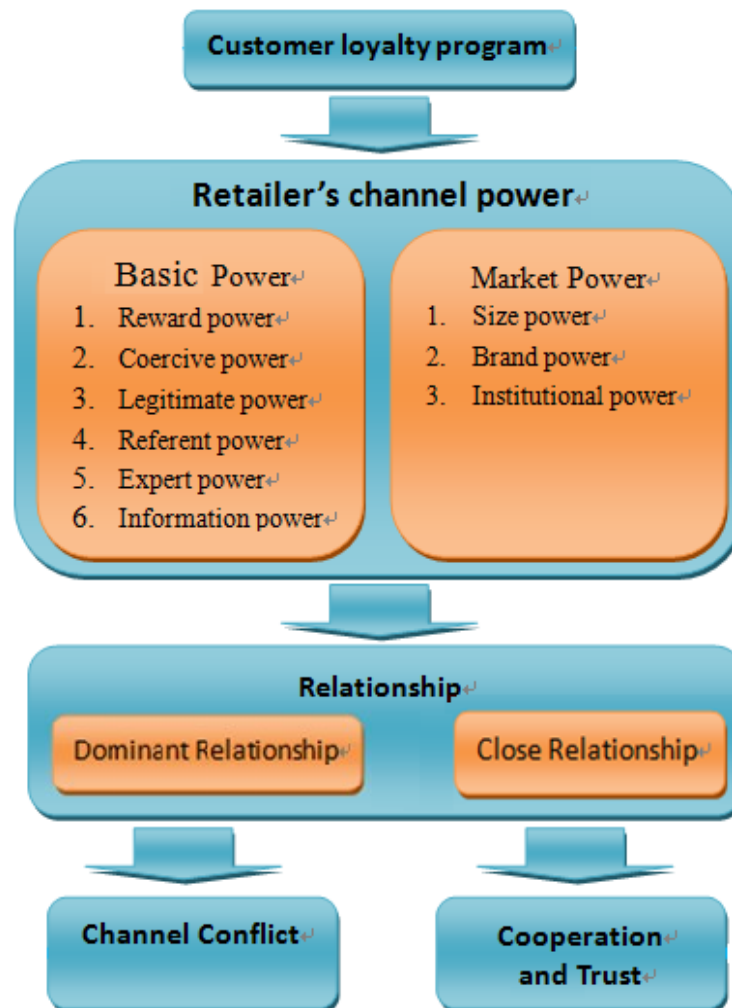 Customer loyalty program
Retailer's channel power
Basic Power
1. Reward power
2. Coercive power
3. Legitimate power
4. Referent power
5. Expert power
6. Information power
Market Power
1. Size power
2. Brand power
3. Institutional power
Relationship
Dominant Relationship
Close Relationship
Channel Conflict
Cooperation
and Trust